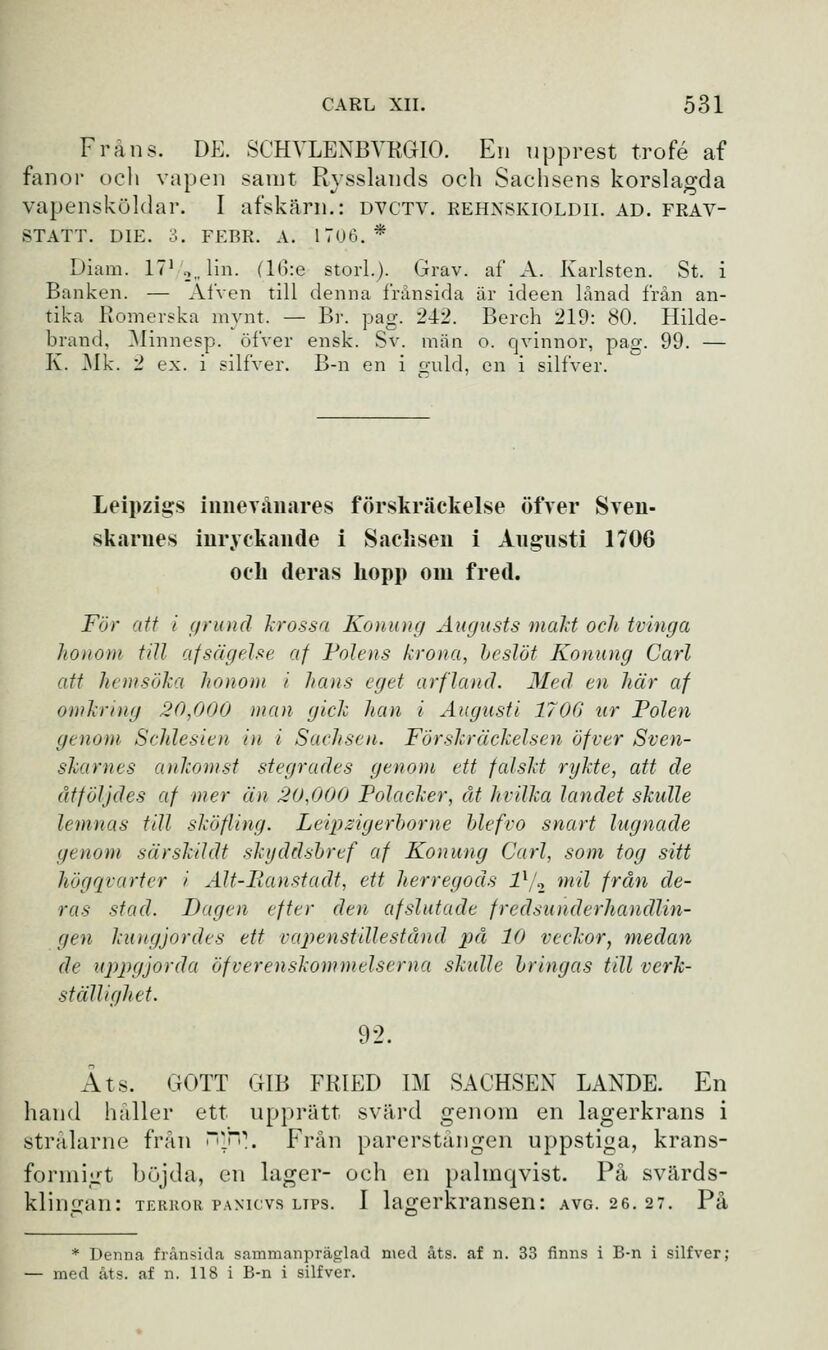 CARL XII. 531
Fråns. DE. SCHVLENBVRGIO. En upprest trofé af
fanor och vapen samt Rysslands och Sachsens korslagda
vapensköldar. I afskärn.: DVCTV. REHNSKIOLDII. AD. FRAV-
STATT. DIE. 3. FEBR. A. 1706. *
Diam. 17 1/2 lin. (16:e storl.). Grav. af A. Karlsten. St. i
Banken. — Äfven till denna frånsida är ideen lånad från an-
tika Romerska mynt. — Br. pag. 242. Berch 219: 80. Hilde-
brand, Minnesp. öfver ensk. Sv. män o. qvinnor, pag. 99. —
K. Mk. 2 ex. i silfver. B-n en i guld, en i silfver.
Leipzigs innevånares förskräckelse öfver Sven-
skarnes inryckande i Sachsen i Augusti 1706
och deras hopp om fred.
För att i grund krossa Konung Augusts makt och tvinga
honom till afsägelse af Polens krona, beslöt Konung Carl
att hemsöka honom i hans eget arfland. Med en här af
omkring 20,000 man gick han i Augusti 1706 ur Polen
genom Schlesien in i Sachsen. Förskräckelsen öfver Sven-
skarnes ankomst stegrades genom ett falskt rykte, att de
åtföljdes af mer än 20,000 Polacker, åt hvilka landet skulle
lemnas till sköfling. Leipzigerborne blefvo snart lugnade
genom särskildt skyddsbref af Konung Carl, som tog sitt
högqvarter i Alt-Ranstadt, ett herregods 1 1/2 mil från de-
ras stad. Dagen efter den afslutade fredsunderhandlin-
gen kungjordes ett vapenstillestånd på 10 veckor, medan
de uppgjorda öfverenskommelserna skulle bringas till verk-
ställighet.
92.
Åts. GOTT GIB FRIED IM SACHSEN LANDE. En
hand håller ett upprätt svärd genom en lagerkrans i
strålarne från יהוה. Från parerstången uppstiga, krans-
formigt böjda, en lager- och en palmqvist. På svärds-
klingan: TERROR PANICVS LIPS. I lagerkransen: AVG. 26. 27. På
* Denna frånsida sammanpräglad med åts. af n. 33 finns i B-n i silfver;
— med åts. af n. 118 i B-n i silfver.